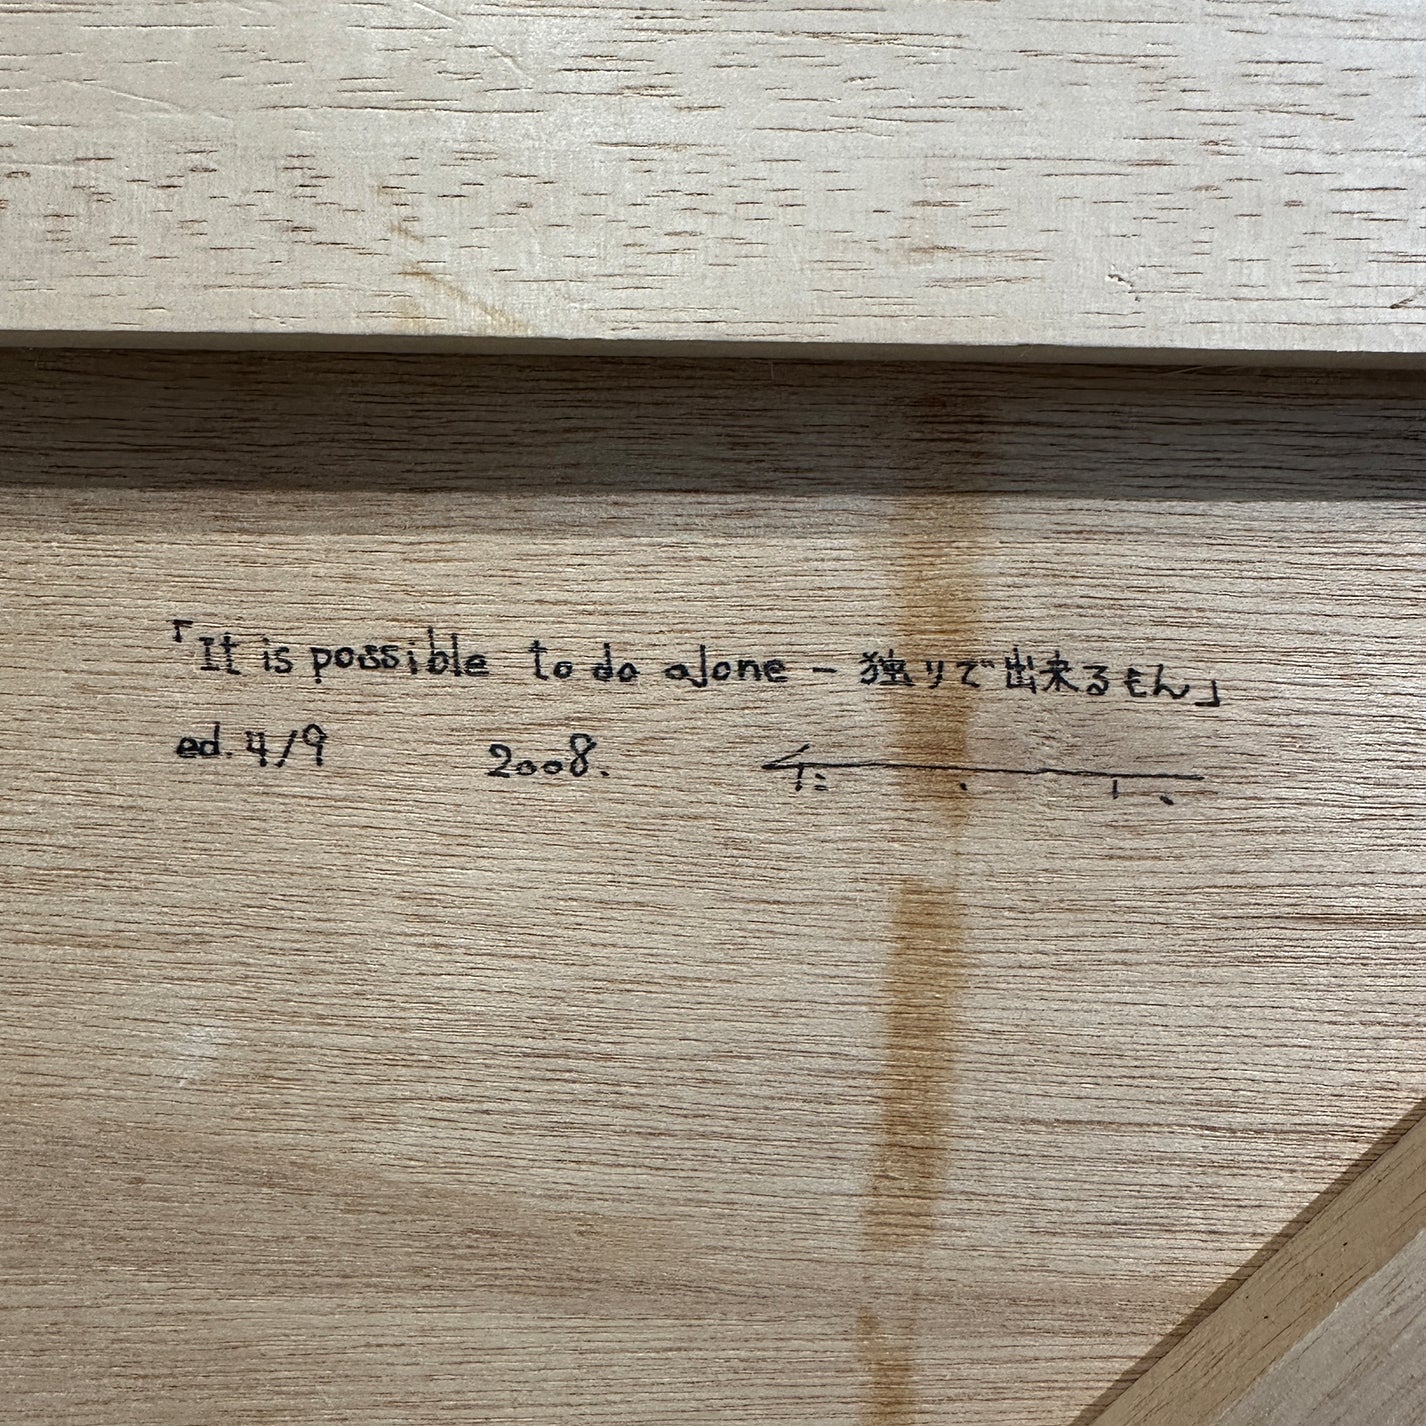 「It is possible to do alone – 独りで出来るもん」
ed. 4/9 2008.